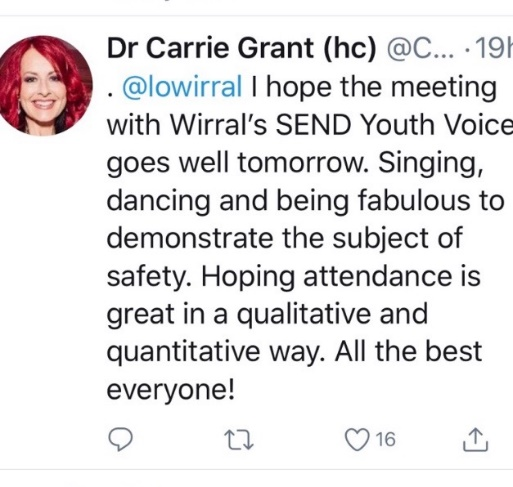 Dr Carrie Grant (hc) @C... · 19h
. @lowirral I hope the meeting
with Wirral’s SEND Youth Voice
goes well tomorrow. Singing,
dancing and being fabulous to
demonstrate the subject of
safety. Hoping attendance is
great in a qualitative and
quantitative way. All the best
everyone!
16